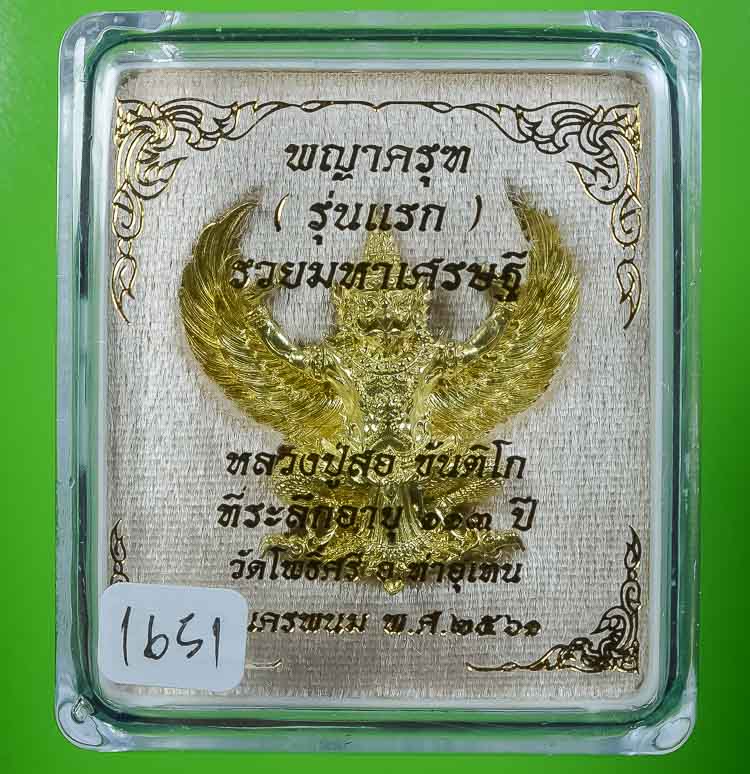 พญาครุฑ
( รุ่นแรก )
รวยมหาเศรษฐี
หลวงปู่สอ ขันติโก
ที่ระลึกอายุ ๑๑๓ ปี
วัดโพธิ์ศรี อ.ท่าอุเทน
นครพนม พ.ศ.๒๕๖๑
1651